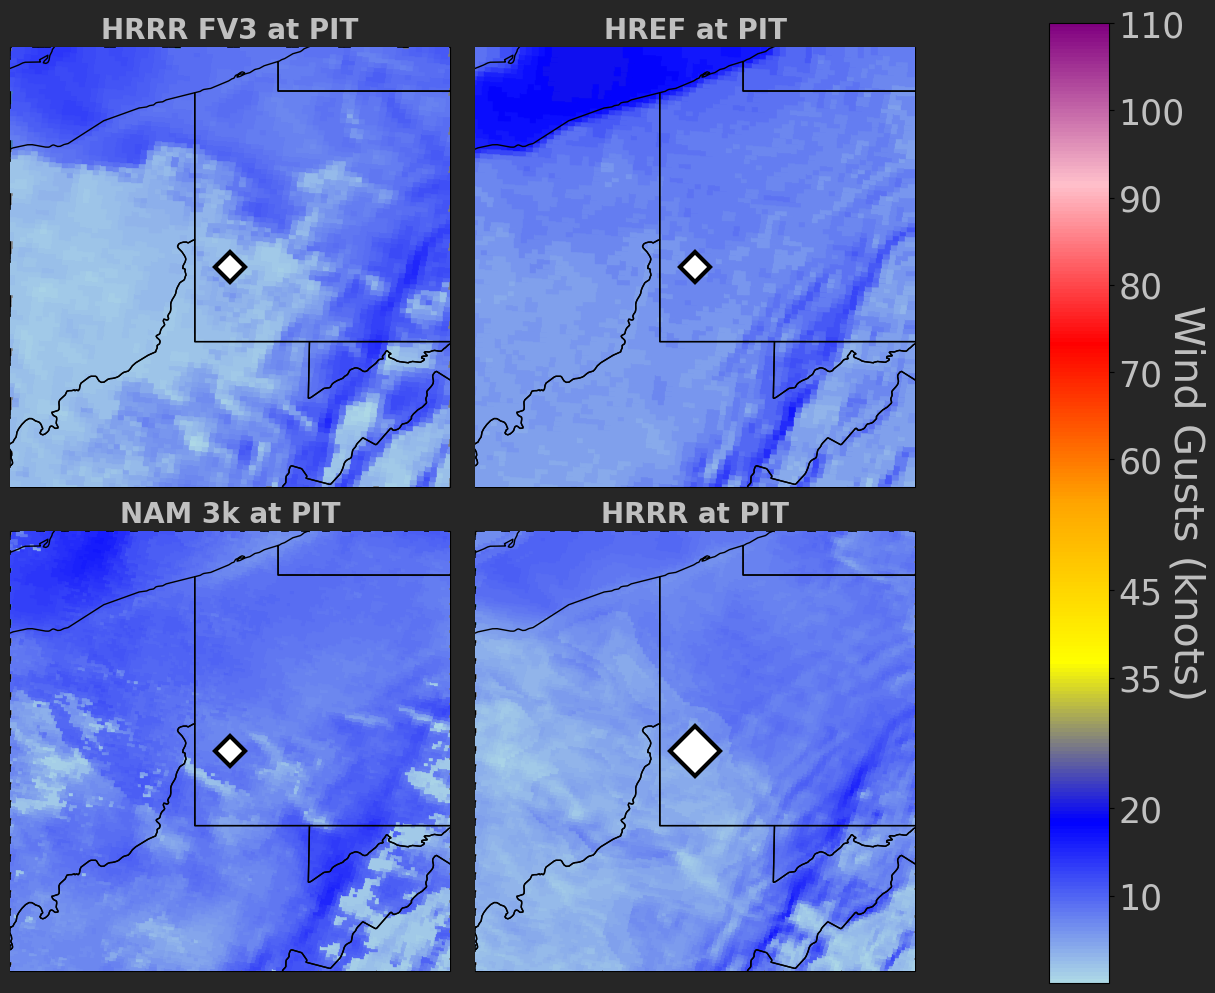 HRRR FV3 at PIT
HREF at PIT
NAM 3k at PIT
HRRR at PIT
110
100
90
80
70
60
45
35
20
10
Wind Gusts (knots)